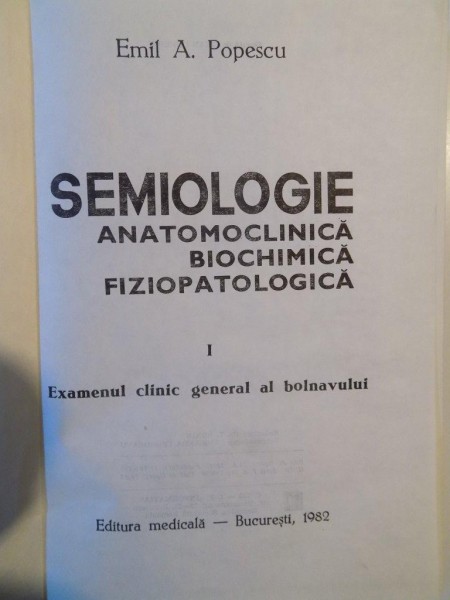 Emil A. Popescu
SEMIOLOGIE
ANATOMOCLINICĂ
BIOCHIMICĂ
FIZIOPATOLOGICĂ
I
Examenul clinic general al bolnavului
Editura medicală — București, 1982